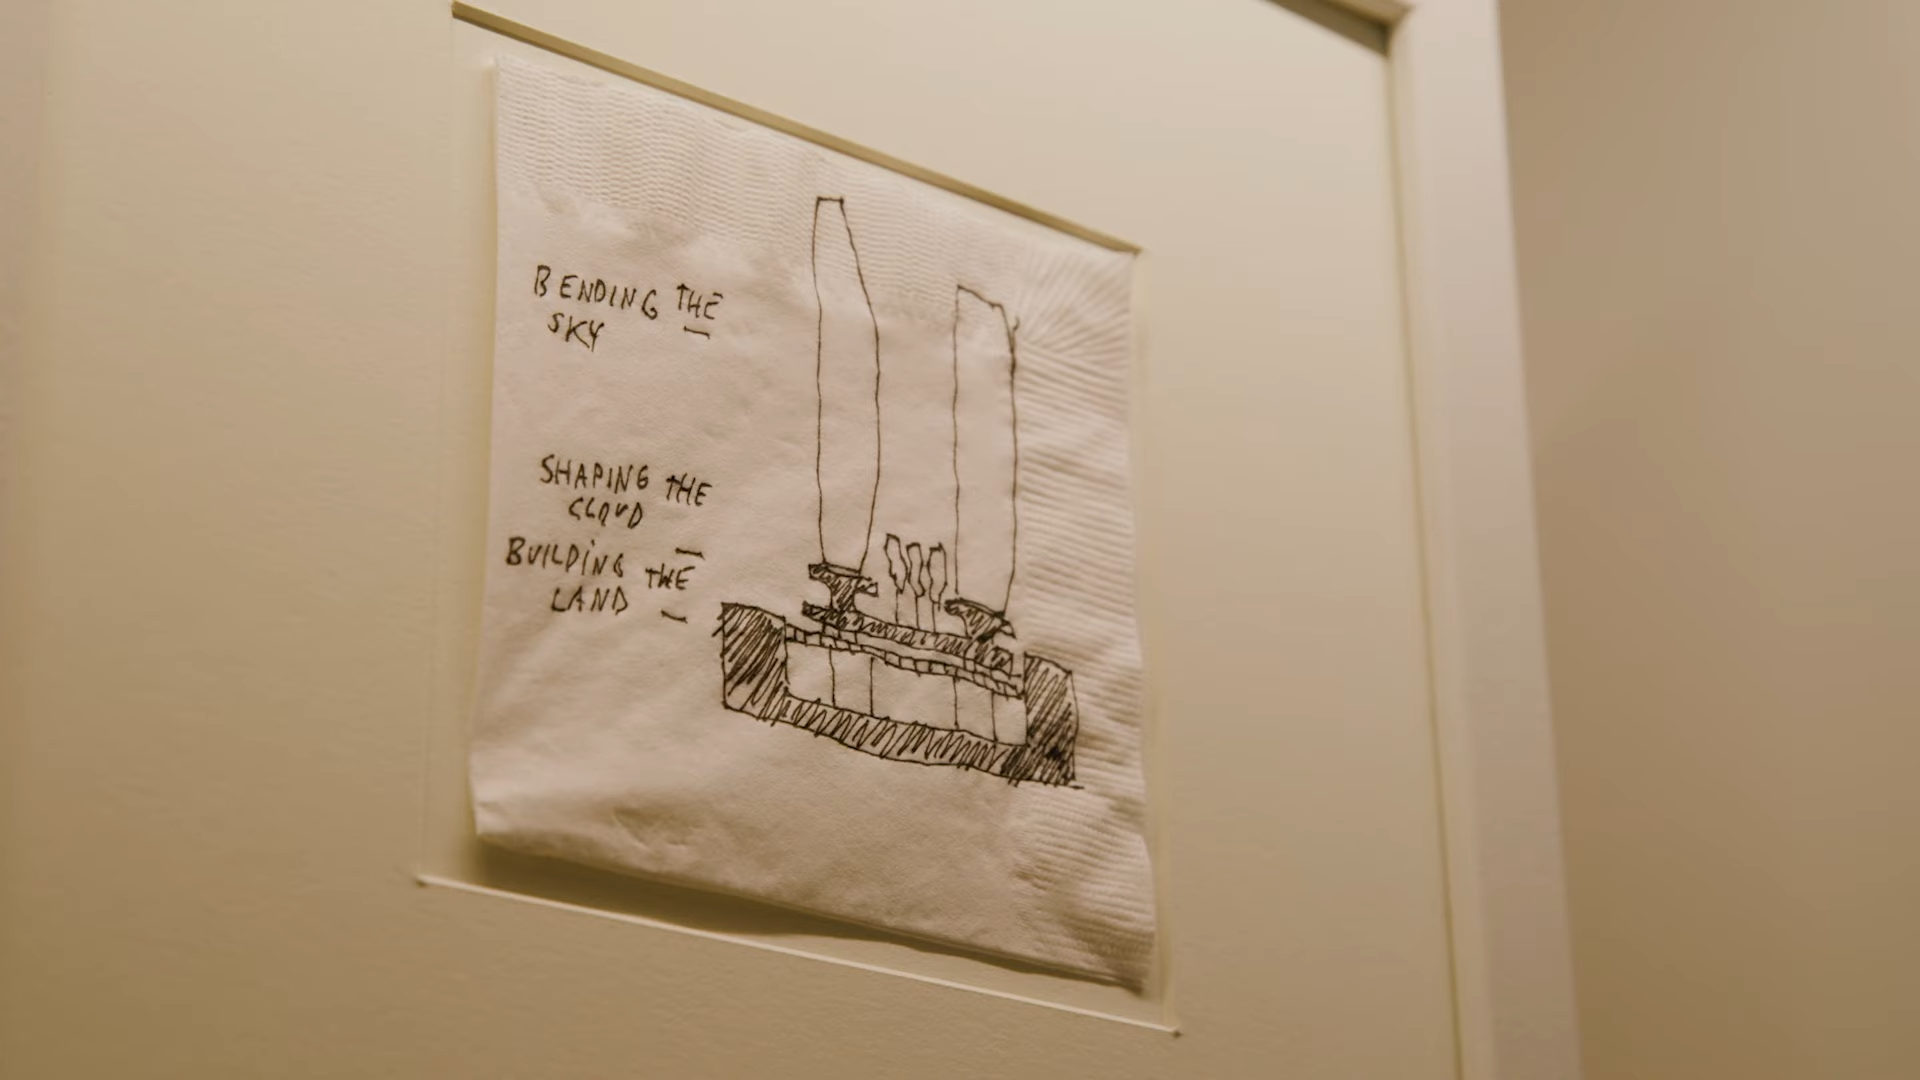 BENDING THE
SKY
SHAPING THE
CLOUD
BUILDING THE
LAND